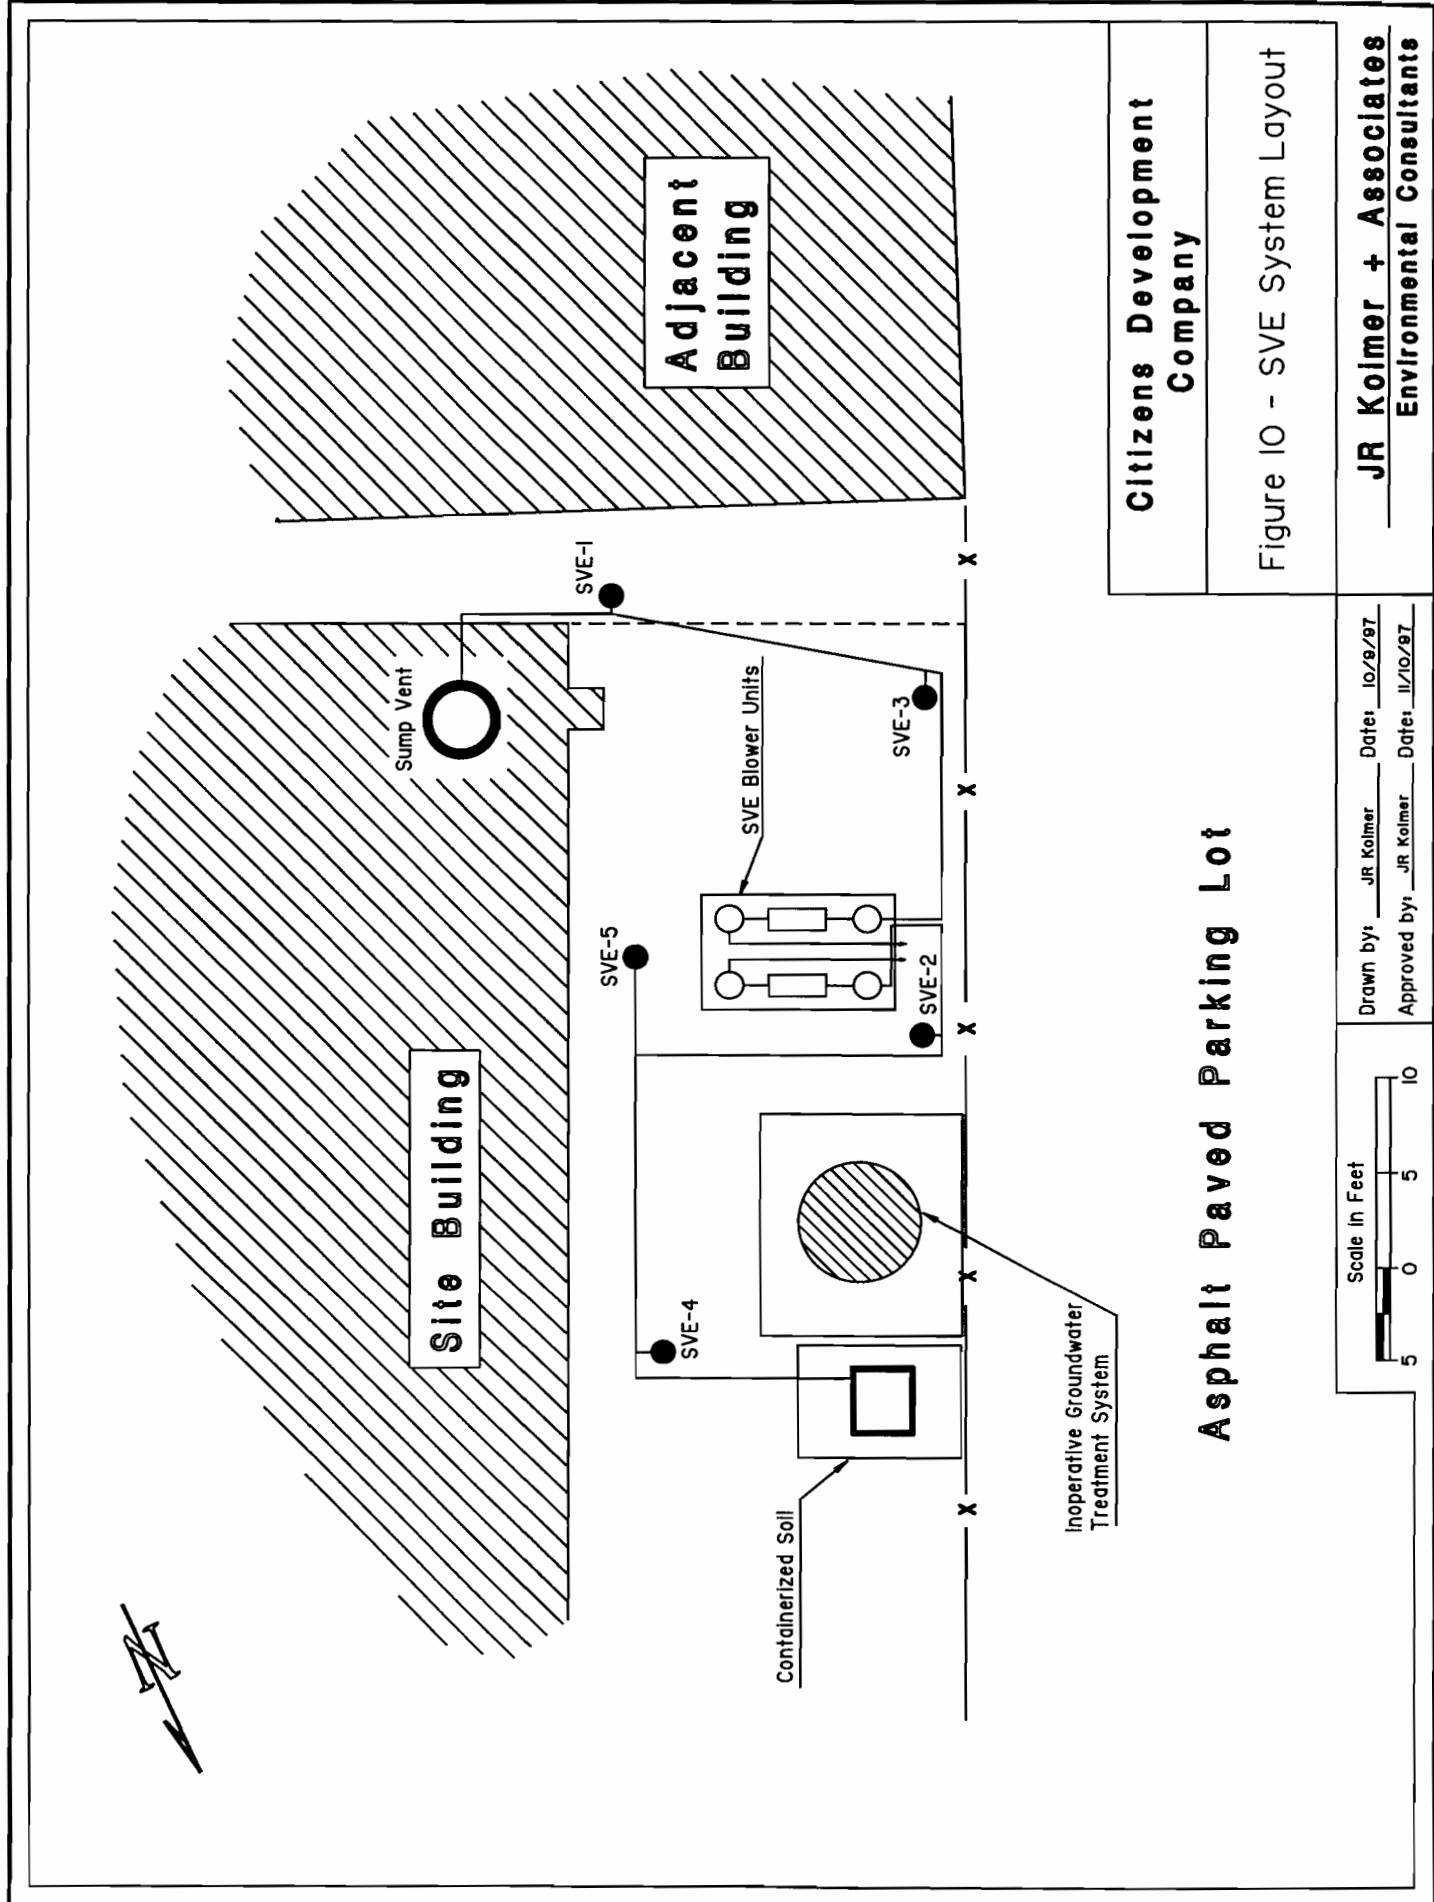 N
Site Building
Sump Vent
Adjacent
Building
SVE-1
SVE-5
SVE-4
SVE Blower Units
SVE-3
SVE-2
Containerized Soil
x
x
x
x
x
Inoperative Groundwater
Treatment System
Asphalt Paved Parking Lot
Citizens Development
Company
Figure 10 - SVE System Layout
Scale in Feet
5 0 5 10
Drawn by: JR Kolmer Date: 10/9/97
Approved by: JR Kolmer Date: 11/10/97
JR Kolmer + Associates
Environmental Consultants